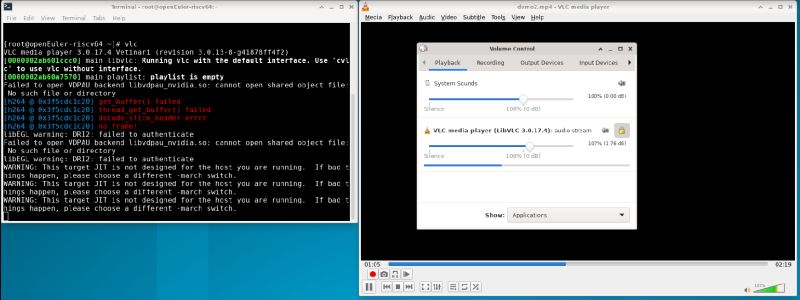 Terminal - root@openEuler-riscv64:~
File Edit View Terminal Tabs Help
[root@openEuler-riscv64 ~]# vlc
VLC media player 3.0.17.4 Vetinari (revision 3.0.13-8-g41878ff4f2)
[0000002ab601ccc0] main libvlc: Running vlc with the default interface. Use 'cvl
c' to use vlc without interface.
[0000002ab60a7570] main playlist: playlist is empty
Failed to open VDPAU backend libvdpau_nvidia.so: cannot open shared object file:
No such file or directory
[h264 @ 0x3f5cdc1c20] get_buffer() failed
[h264 @ 0x3f5cdc1c20] thread_get_buffer() failed
[h264 @ 0x3f5cdc1c20] decode_slice_header error
[h264 @ 0x3f5cdc1c20] no frame!
libEGL warning: DRI2: failed to authenticate
Failed to open VDPAU backend libvdpau_nvidia.so: cannot open shared object file:
No such file or directory
libEGL warning: DRI2: failed to authenticate
WARNING: This target JIT is not designed for the host you are running. If bad t
hings happen, please choose a different -march switch.
WARNING: This target JIT is not designed for the host you are running. If bad t
hings happen, please choose a different -march switch.
WARNING: This target JIT is not designed for the host you are running. If bad t
hings happen, please choose a different -march switch.
demo2.mp4 - VLC media player
Media Playback Audio Video Subtitle Tools View Help
Volume Control
Playback Recording Output Devices Input Devices
System Sounds
100% (0.00 dB)
Silence 100% (0 dB)
VLC media player (LibVLC 3.0.17.4): audio stream
107% (1.76 dB)
Silence 100% (0 dB)
Show: Applications
01:05 02:19
107%